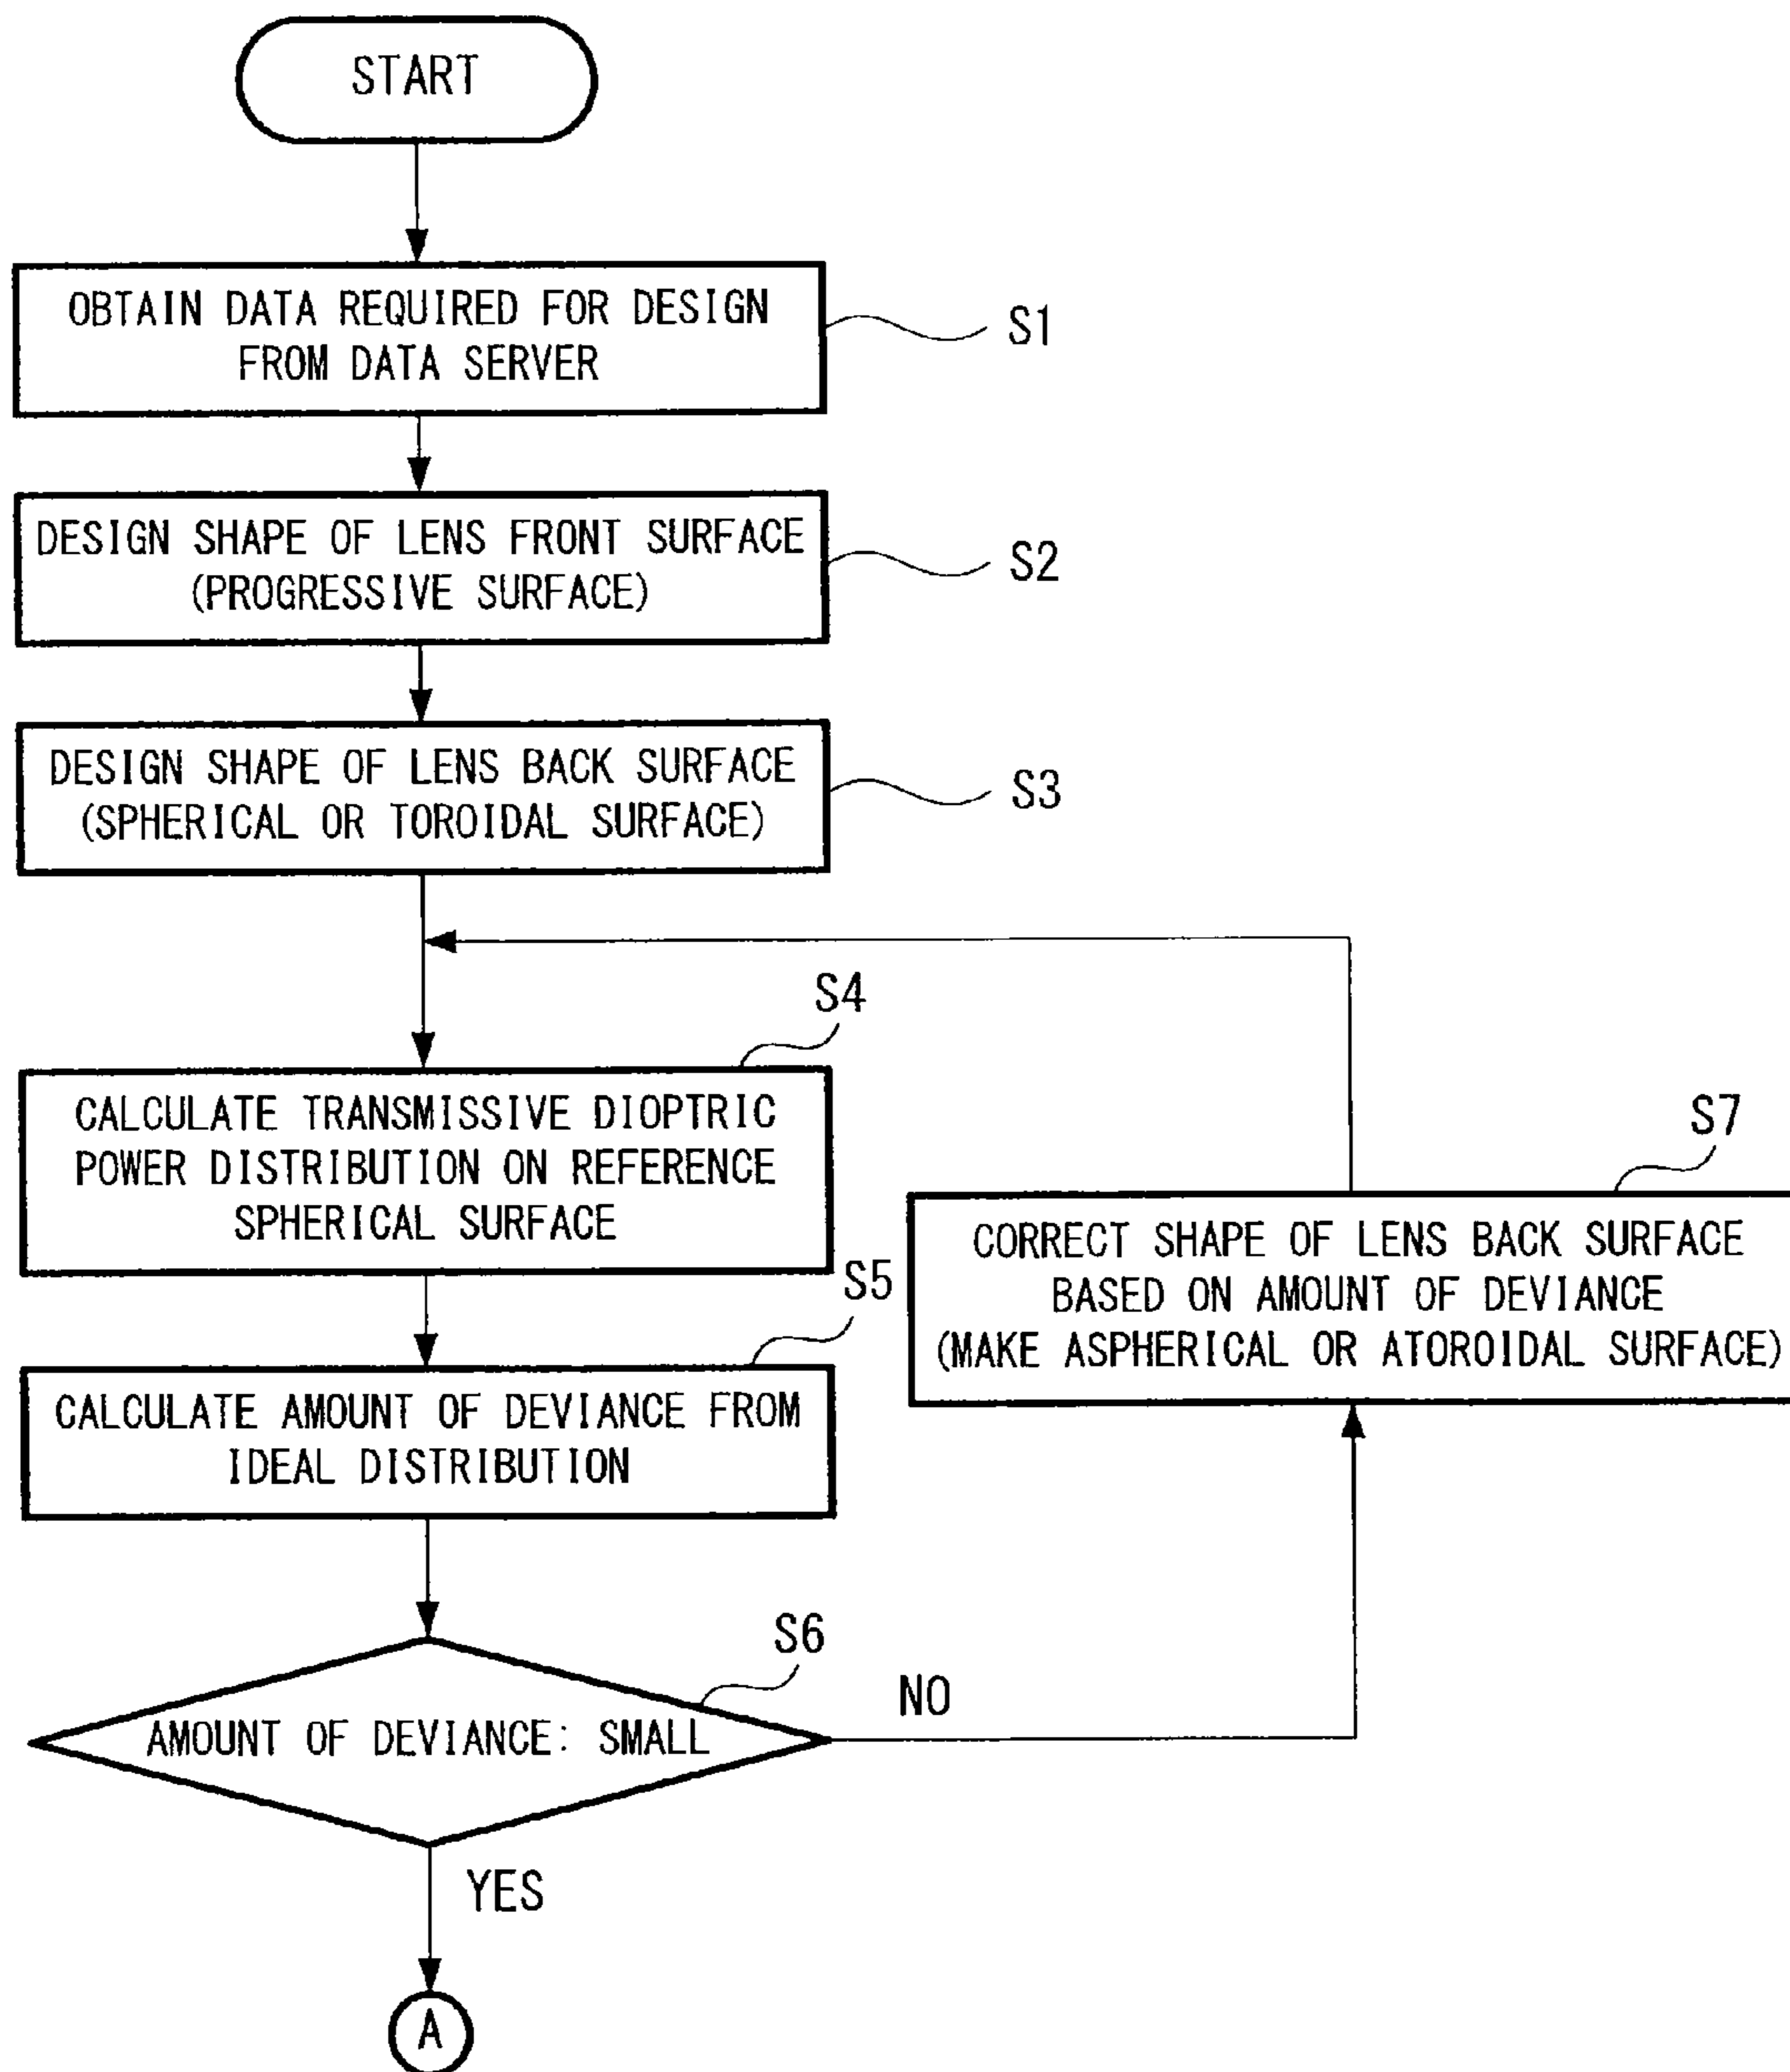 START
OBTAIN DATA REQUIRED FOR DESIGN
FROM DATA SERVER
S1
DESIGN SHAPE OF LENS FRONT SURFACE
(PROGRESSIVE SURFACE)
S2
DESIGN SHAPE OF LENS BACK SURFACE
(SPHERICAL OR TOROIDAL SURFACE)
S3
S4
CALCULATE TRANSMISSIVE DIOPTRIC
POWER DISTRIBUTION ON REFERENCE
SPHERICAL SURFACE
S7
CORRECT SHAPE OF LENS BACK SURFACE
BASED ON AMOUNT OF DEVIANCE
(MAKE ASPHERICAL OR ATOROIDAL SURFACE)
S5
CALCULATE AMOUNT OF DEVIANCE FROM
IDEAL DISTRIBUTION
S6
AMOUNT OF DEVIANCE: SMALL
NO
YES
A